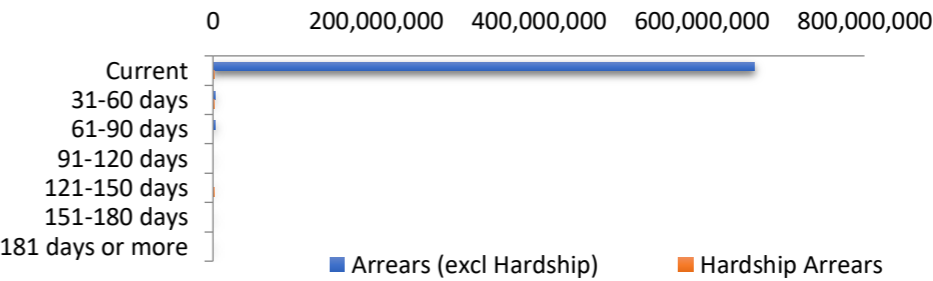 0 200,000,000 400,000,000 600,000,000 800,000,000
Current
31-60 days
61-90 days
91-120 days
121-150 days
151-180 days
181 days or more
Arrears (excl Hardship) Hardship Arrears